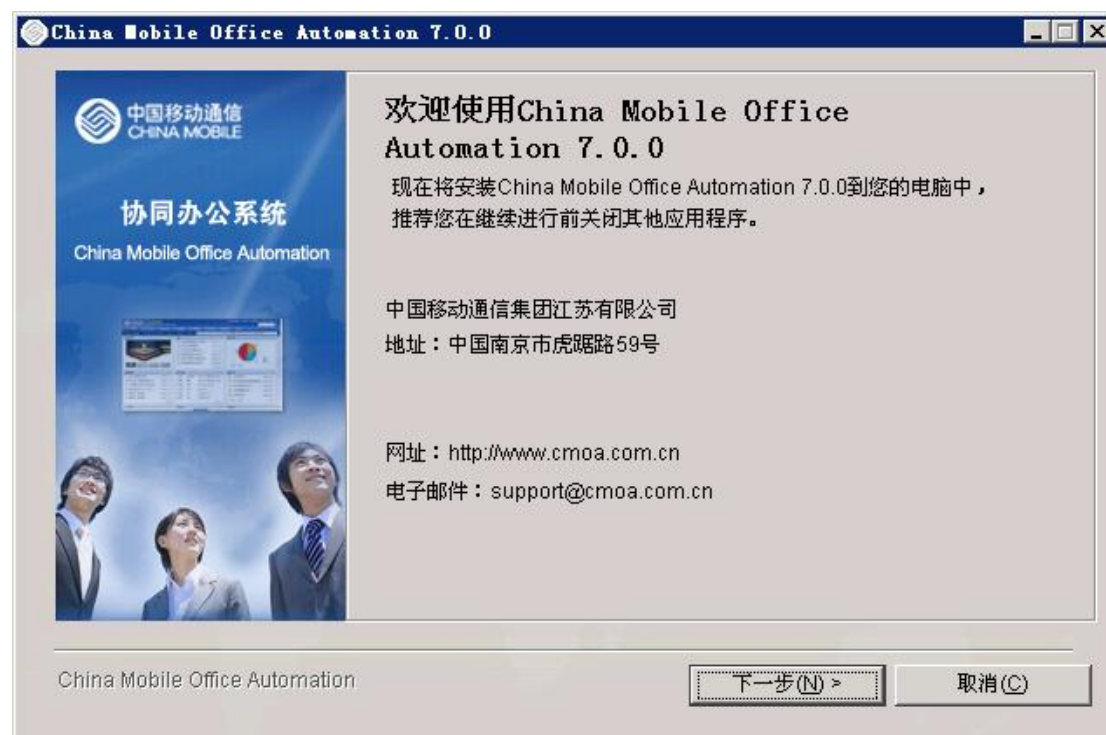 China Mobile Office Automation 7.0.0
中国移动通信
CHINA MOBILE
协同办公系统
China Mobile Office Automation
欢迎使用China Mobile Office
Automation 7.0.0
现在将安装China Mobile Office Automation 7.0.0到您的电脑中，
推荐您在继续进行前关闭其他应用程序。
中国移动通信集团江苏有限公司
地址：中国南京市虎踞路59号
网址：http://www.cmoa.com.cn
电子邮件：support@cmoa.com.cn
China Mobile Office Automation
下一步(N) >
取消(C)